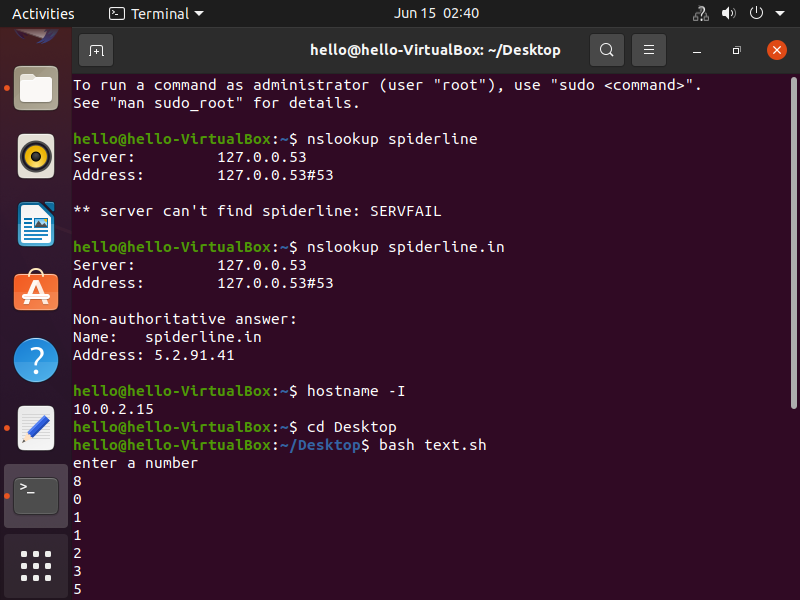 Activities Terminal Jun 15 02:40
hello@hello-VirtualBox: ~/Desktop
To run a command as administrator (user "root"), use "sudo <command>".
See "man sudo_root" for details.
hello@hello-VirtualBox:~$ nslookup spiderline
Server: 127.0.0.53
Address: 127.0.0.53#53
** server can't find spiderline: SERVFAIL
hello@hello-VirtualBox:~$ nslookup spiderline.in
Server: 127.0.0.53
Address: 127.0.0.53#53
Non-authoritative answer:
Name: spiderline.in
Address: 5.2.91.41
hello@hello-VirtualBox:~$ hostname -I
10.0.2.15
hello@hello-VirtualBox:~$ cd Desktop
hello@hello-VirtualBox:~/Desktop$ bash text.sh
enter a number
8
0
1
1
2
3
5